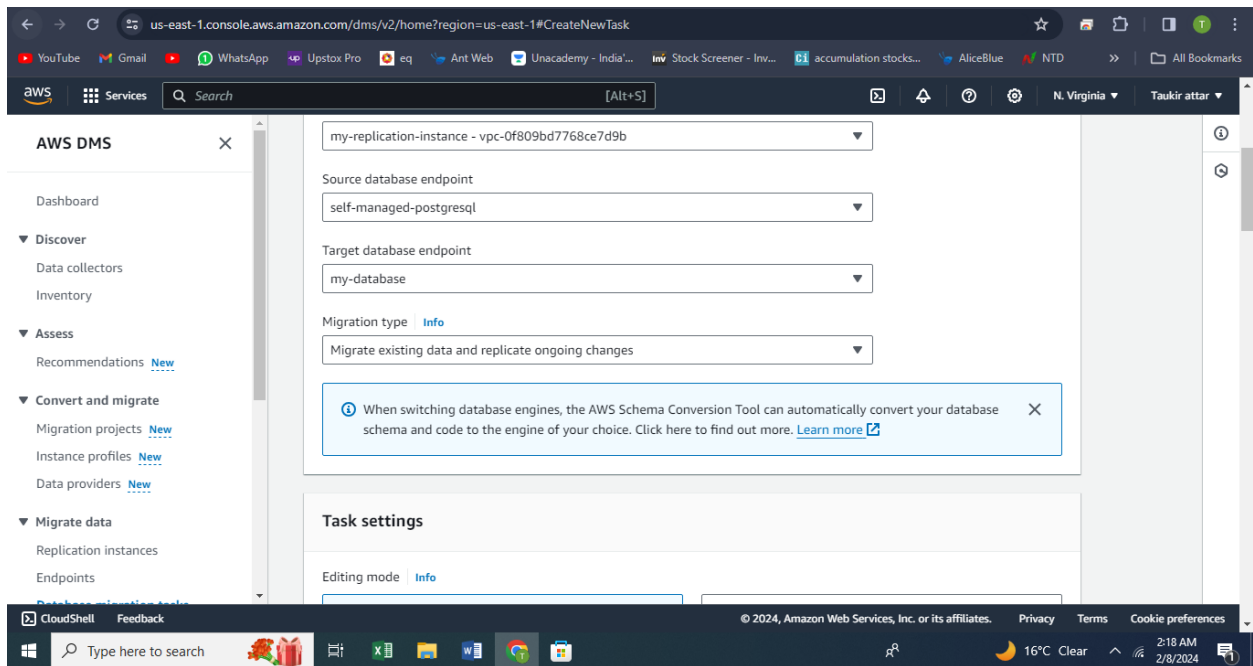 us-east-1.console.aws.amazon.com/dms/v2/home?region=us-east-1#CreateNewTask
T
YouTube Gmail WhatsApp up Upstox Pro eq Ant Web Unacademy - India'... inv Stock Screener - Inv... Ci accumulation stocks... AliceBlue NTD » All Bookmarks
aws Services Search [Alt+S] N. Virginia Taukir attar
AWS DMS
Dashboard
Discover
Data collectors
Inventory
Assess
Recommendations New
Convert and migrate
Migration projects New
Instance profiles New
Data providers New
Migrate data
Replication instances
Endpoints
Database migration tasks
my-replication-instance - vpc-0f809bd7768ce7d9b
Source database endpoint
self-managed-postgresql
Target database endpoint
my-database
Migration type Info
Migrate existing data and replicate ongoing changes
When switching database engines, the AWS Schema Conversion Tool can automatically convert your database
schema and code to the engine of your choice. Click here to find out more. Learn more
Task settings
Editing mode Info
CloudShell Feedback © 2024, Amazon Web Services, Inc. or its affiliates. Privacy Terms Cookie preferences
Type here to search 16°C Clear 2:18 AM
2/8/2024 1